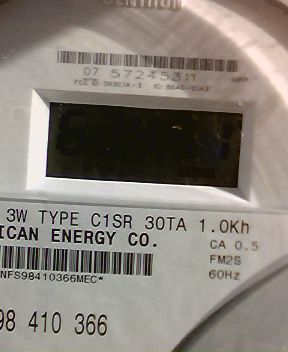 07 57245311
3W TYPE C1SR 30TA 1.0Kh
ICAN ENERGY CO.
CA 0.5
FM2S
NFS98410366MEC*
60Hz
98 410 366